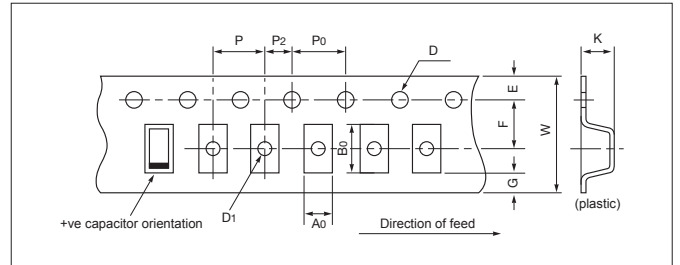 P
P2
P0
D
K
E
F
W
B0
G
(plastic)
+ve capacitor orientation
D1
A0
Direction of feed